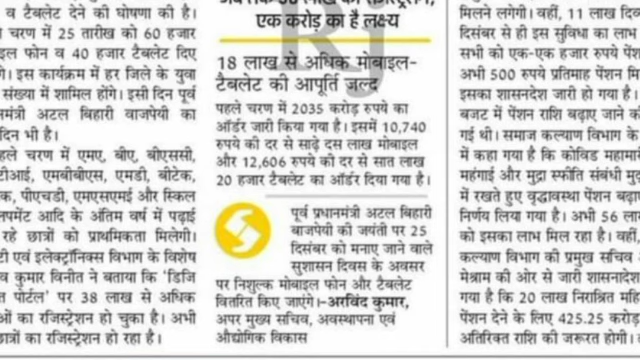 व टैबलेट देने की घोषणा की है।
चरण में 25 तारीख को 60 हजार
फोन व 40 हजार टैबलेट दिए
इस कार्यक्रम में हर जिले के युवा
संख्या में शामिल होंगे। इसी दिन पूर्व
अटल बिहारी वाजपेयी का
दिन भी है।
चरण में एमए, बीए, बीएससी,
एमबीबीएस, एमडी, बीटेक,
पीएचडी, एमएसएमई और स्किल
आदि के अंतिम वर्ष में पढ़ाई
रहे छात्रों को प्राथमिकता मिलेगी।
एवं इलेक्ट्रॉनिक्स विभाग के विशेष
कुमार विनीत ने बताया कि 'डिजि
पोर्टल' पर 38 लाख से अधिक
का रजिस्ट्रेशन हो चुका है। अभी
का रजिस्ट्रेशन हो रहा है।
एक करोड़ का है लक्ष्य
18 लाख से अधिक मोबाइल-
टैबलेट की आपूर्ति जल्द
पहले चरण में 2035 करोड़ रुपये का
ऑर्डर जारी किया गया है। इसमें 10,740
रुपये की दर से साढ़े दस लाख मोबाइल
और 12,606 रुपये की दर से सात लाख
20 हजार टैबलेट का ऑर्डर दिया गया है।
पूर्व प्रधानमंत्री अटल बिहारी
वाजपेयी की जयंती पर 25
दिसंबर को मनाए जाने वाले
सुशासन दिवस के अवसर
पर निशुल्क मोबाइल फोन और टैबलेट
वितरित किए जाएंगे।-अरविंद कुमार,
अपर मुख्य सचिव, अवस्थापना एवं
औद्योगिक विकास
मिलने लगेगी। वहीं, 11 लाख
दिसंबर से ही इस सुविधा का लाभ
सभी को एक-एक हजार रुपये
अभी 500 रुपये प्रतिमाह पेंशन
इसका शासनादेश जारी हो गया है।
बजट में पेंशन राशि बढ़ाए जाने
गई थी। समाज कल्याण विभाग के
में कहा गया है कि कोविड
महंगाई और मुद्रा स्फीति संबंधी
में रखते हुए वृद्धावस्था पेंशन
निर्णय लिया गया है। अभी 56 लाख
को इसका लाभ मिल रहा है। वहीं,
कल्याण विभाग की प्रमुख सचिव
मेश्राम की ओर से जारी
गया है कि 20 लाख निराश्रित
पेंशन देने के लिए 425.25 करोड़
अतिरिक्त राशि की जरूरत होगी।